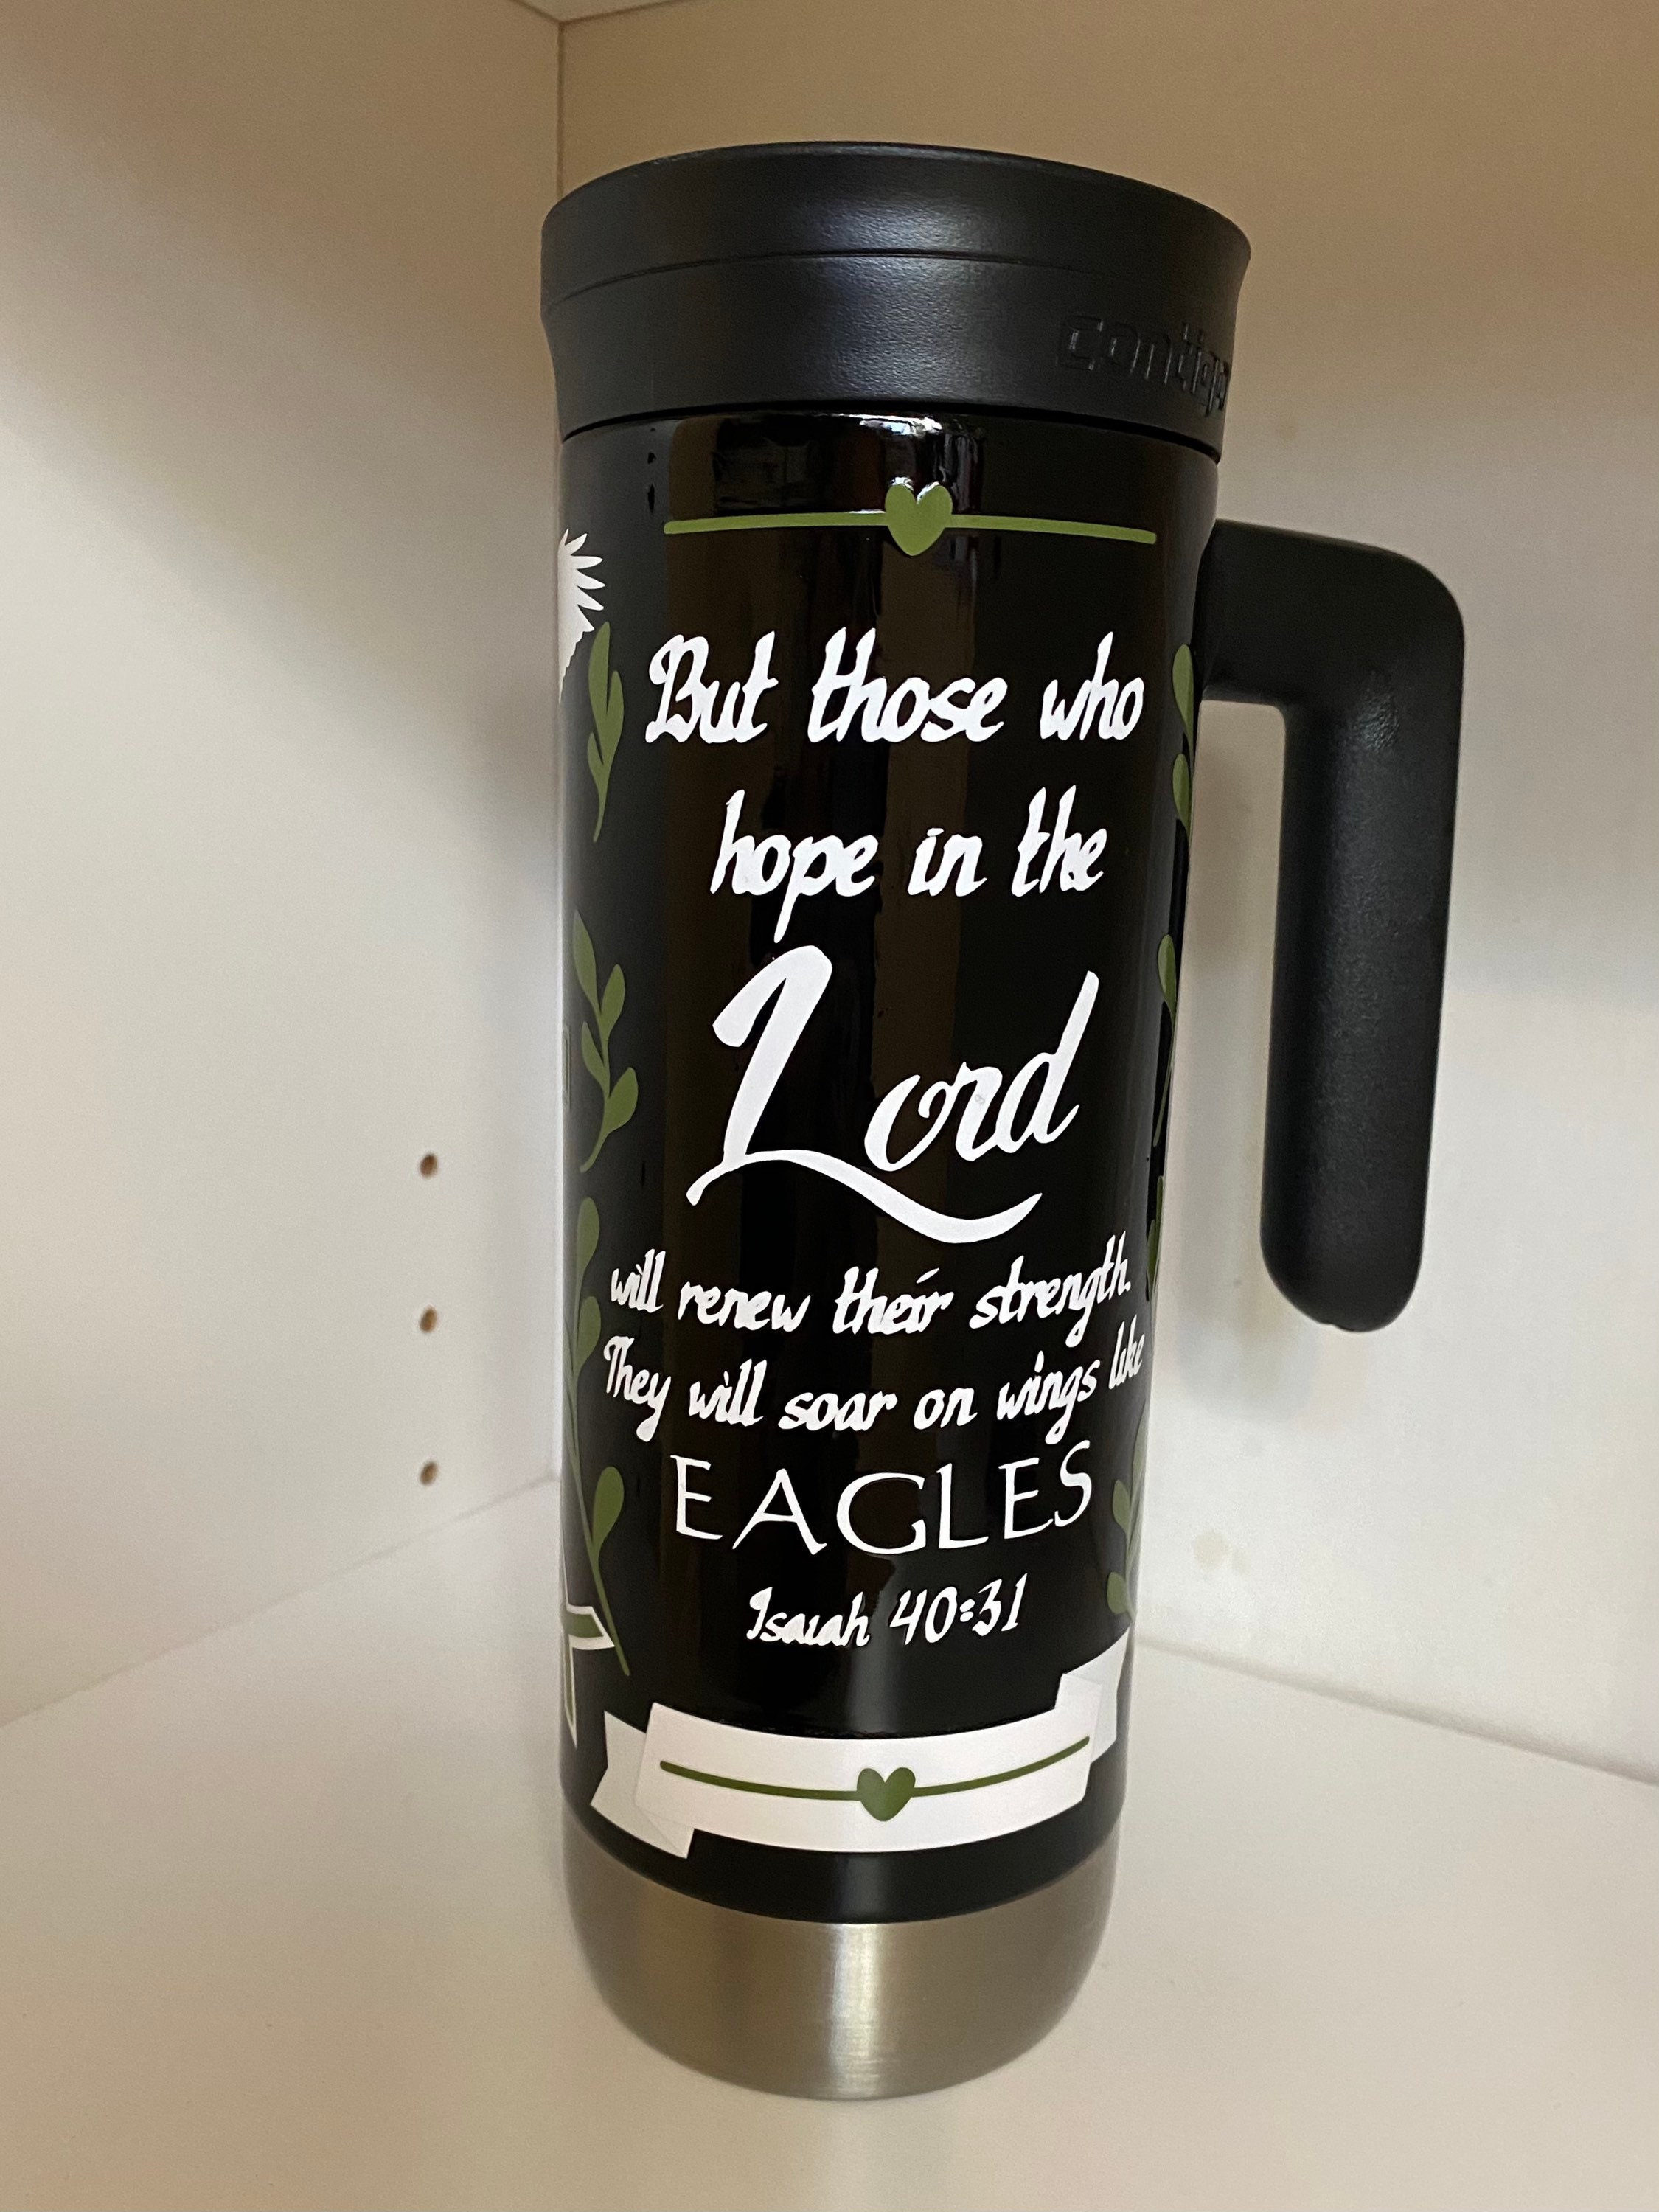 contigo
But those who
hope in the
Lord
will renew their strength.
They will soar on wings like
EAGLES
Isaiah 40:31